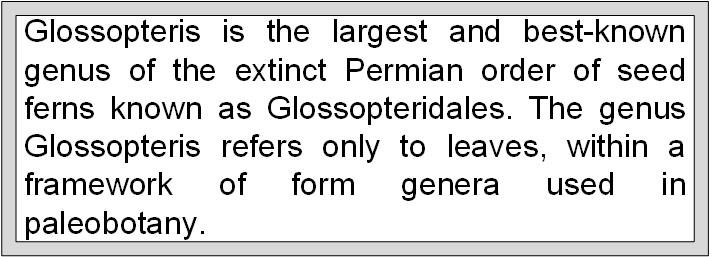 Glossopteris is the largest and best-known
genus of the extinct Permian order of seed
ferns known as Glossopteridales. The genus
Glossopteris refers only to leaves, within a
framework of form genera used in
paleobotany.